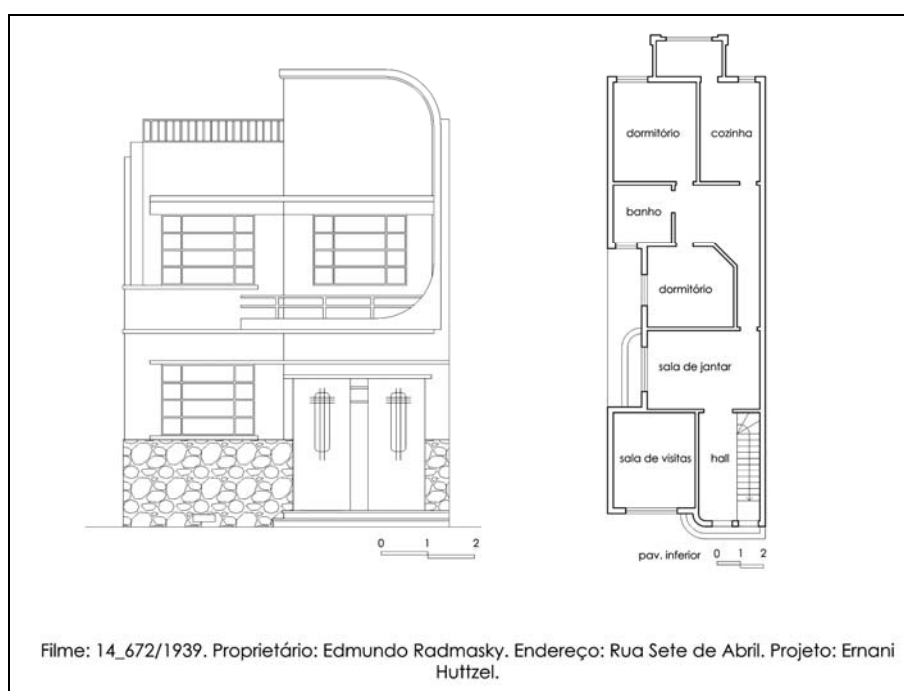 dormitório
cozinha
banho
dormitório
sala de jantar
sala de visitas
hall
0 1 2
pav. inferior 0 1 2
Filme: 14_672/1939. Proprietário: Edmundo Radmasky. Endereço: Rua Sete de Abril. Projeto: Ernani
Huttzel.